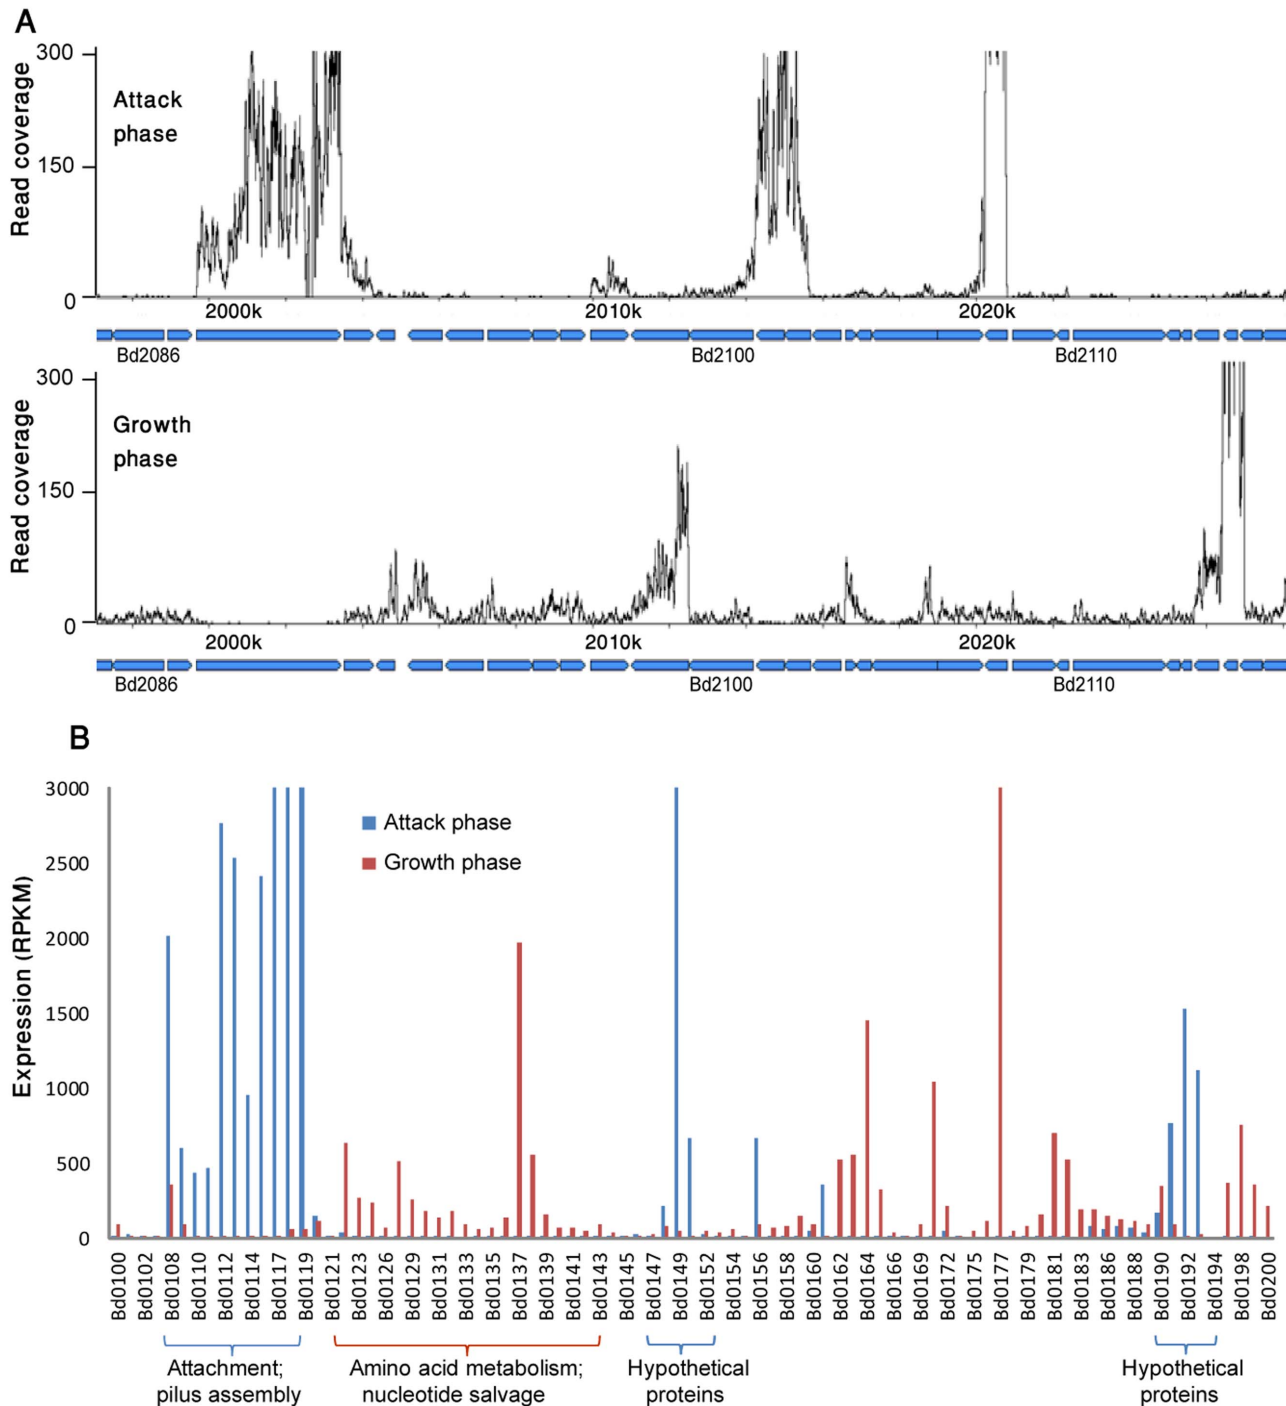 A
Read coverage
300
150
0
Attack
phase
2000k
2010k
2020k
Bd2086
Bd2100
Bd2110
Read coverage
300
150
0
Growth
phase
2000k
2010k
2020k
Bd2086
Bd2100
Bd2110
B
Expression (RPKM)
3000
2500
2000
1500
1000
500
0
Attack phase
Growth phase
Bd0100
Bd0102
Bd0108
Bd0110
Bd0112
Bd0114
Bd0117
Bd0119
Bd0121
Bd0123
Bd0126
Bd0129
Bd0131
Bd0133
Bd0135
Bd0137
Bd0139
Bd0141
Bd0143
Bd0145
Bd0147
Bd0149
Bd0152
Bd0154
Bd0156
Bd0158
Bd0160
Bd0162
Bd0164
Bd0166
Bd0169
Bd0172
Bd0175
Bd0177
Bd0179
Bd0181
Bd0183
Bd0186
Bd0188
Bd0190
Bd0192
Bd0194
Bd0198
Bd0200
Attachment;
pilus assembly
Amino acid metabolism;
nucleotide salvage
Hypothetical
proteins
Hypothetical
proteins